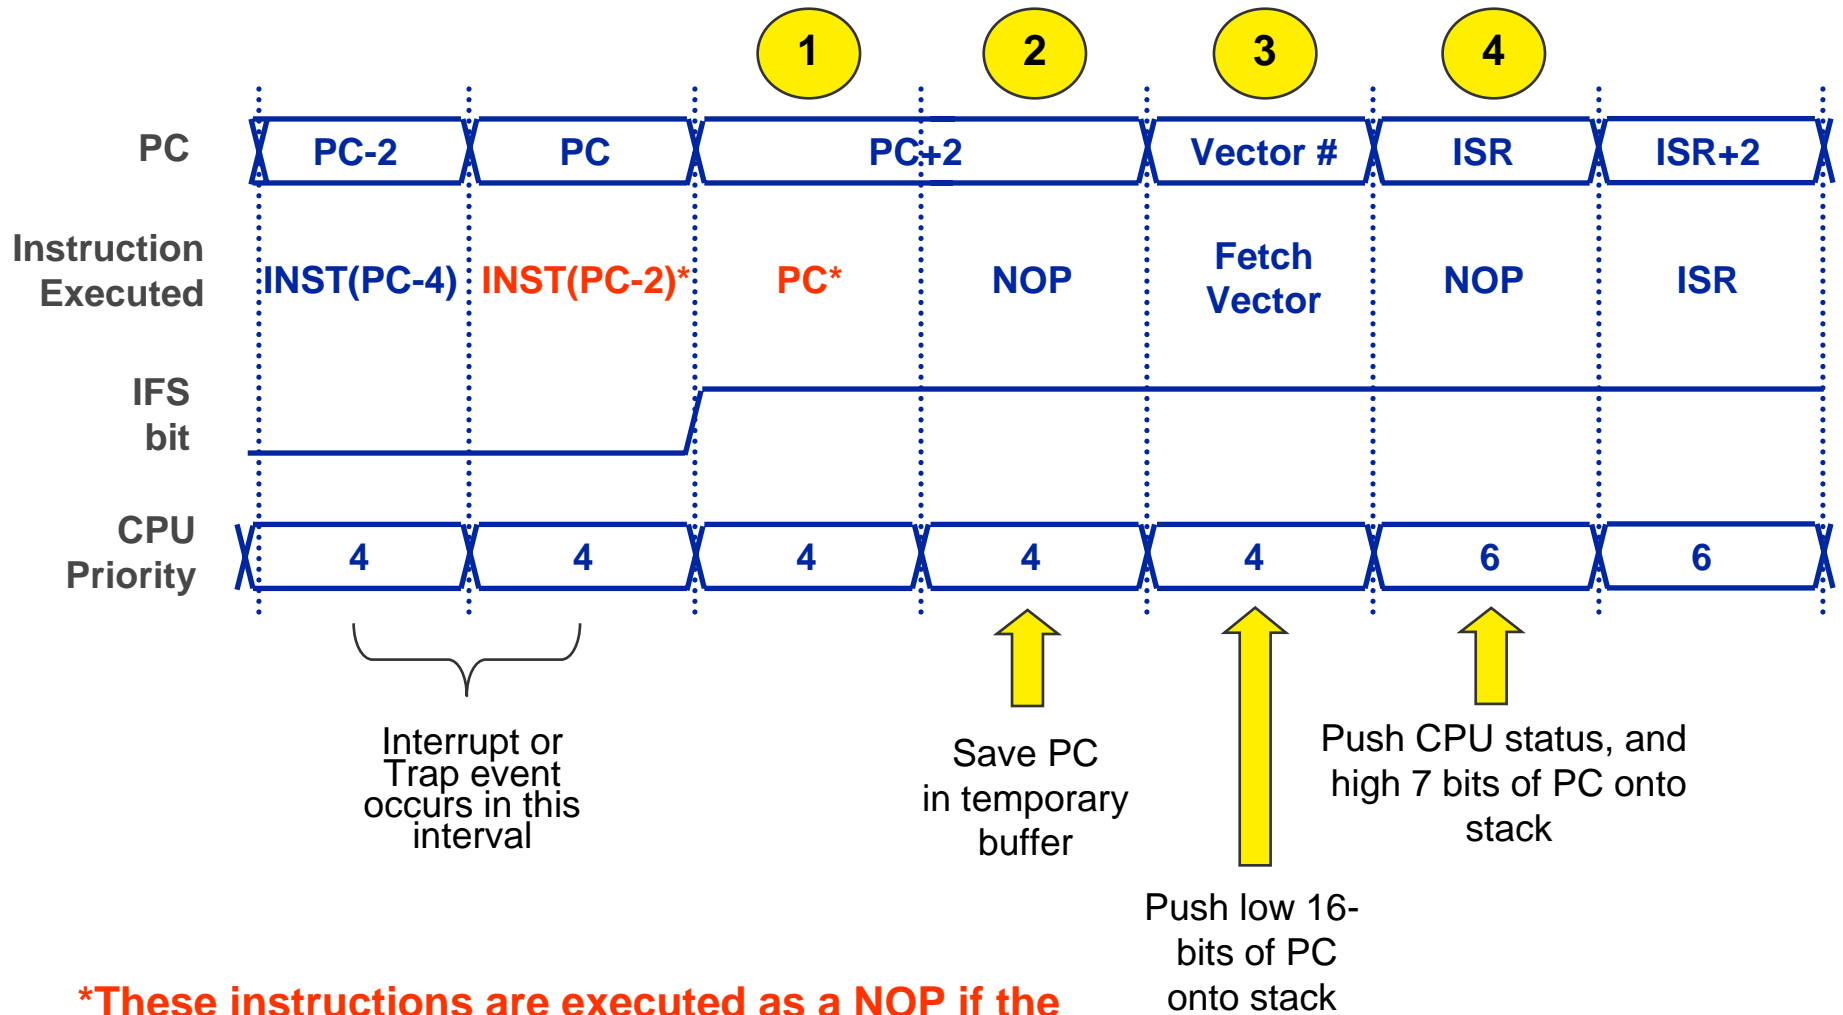 1 2 3 4
PC PC-2 PC PC+2 Vector # ISR ISR+2
Instruction
Executed
INST(PC-4) INST(PC-2)* PC* NOP
Fetch
Vector
NOP ISR
IFS
bit
CPU
Priority
4 4 4 4 4 6 6
Interrupt or
Trap event
occurs in this
interval
Save PC
in temporary
buffer
Push low 16-
bits of PC
onto stack
Push CPU status, and
high 7 bits of PC onto
stack
*These instructions are executed as a NOP if the